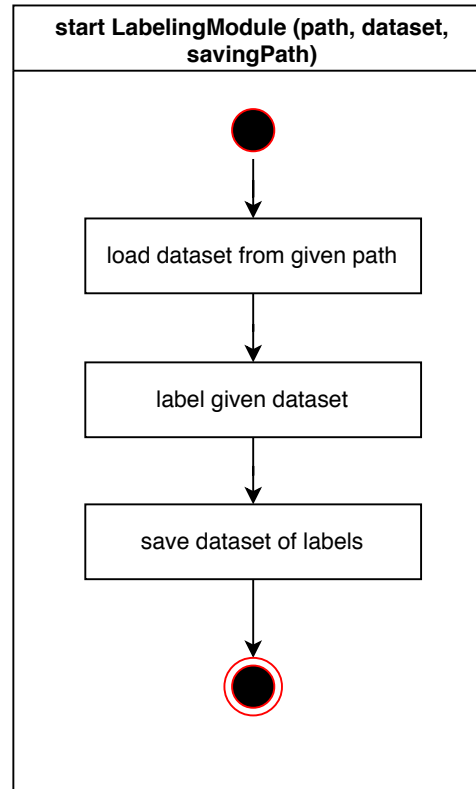 start LabelingModule (path, dataset,
savingPath)
load dataset from given path
label given dataset
save dataset of labels